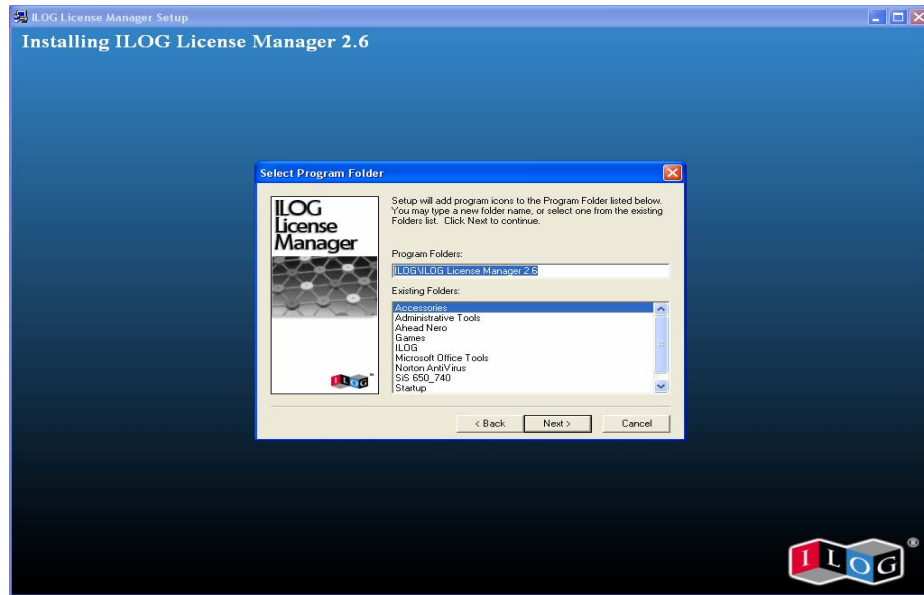 ILOG License Manager Setup
Installing ILOG License Manager 2.6
Select Program Folder
ILOG
License
Manager
ILOG
Setup will add program icons to the Program Folder listed below.
You may type a new folder name, or select one from the existing
Folders list. Click Next to continue.
Program Folders:
ILOG\ILOG License Manager 2.6
Existing Folders:
Accessories
Administrative Tools
Ahead Nero
Games
ILOG
Microsoft Office Tools
Norton AntiVirus
SiS 650_740
Startup
< Back
Next >
Cancel
ILOG®